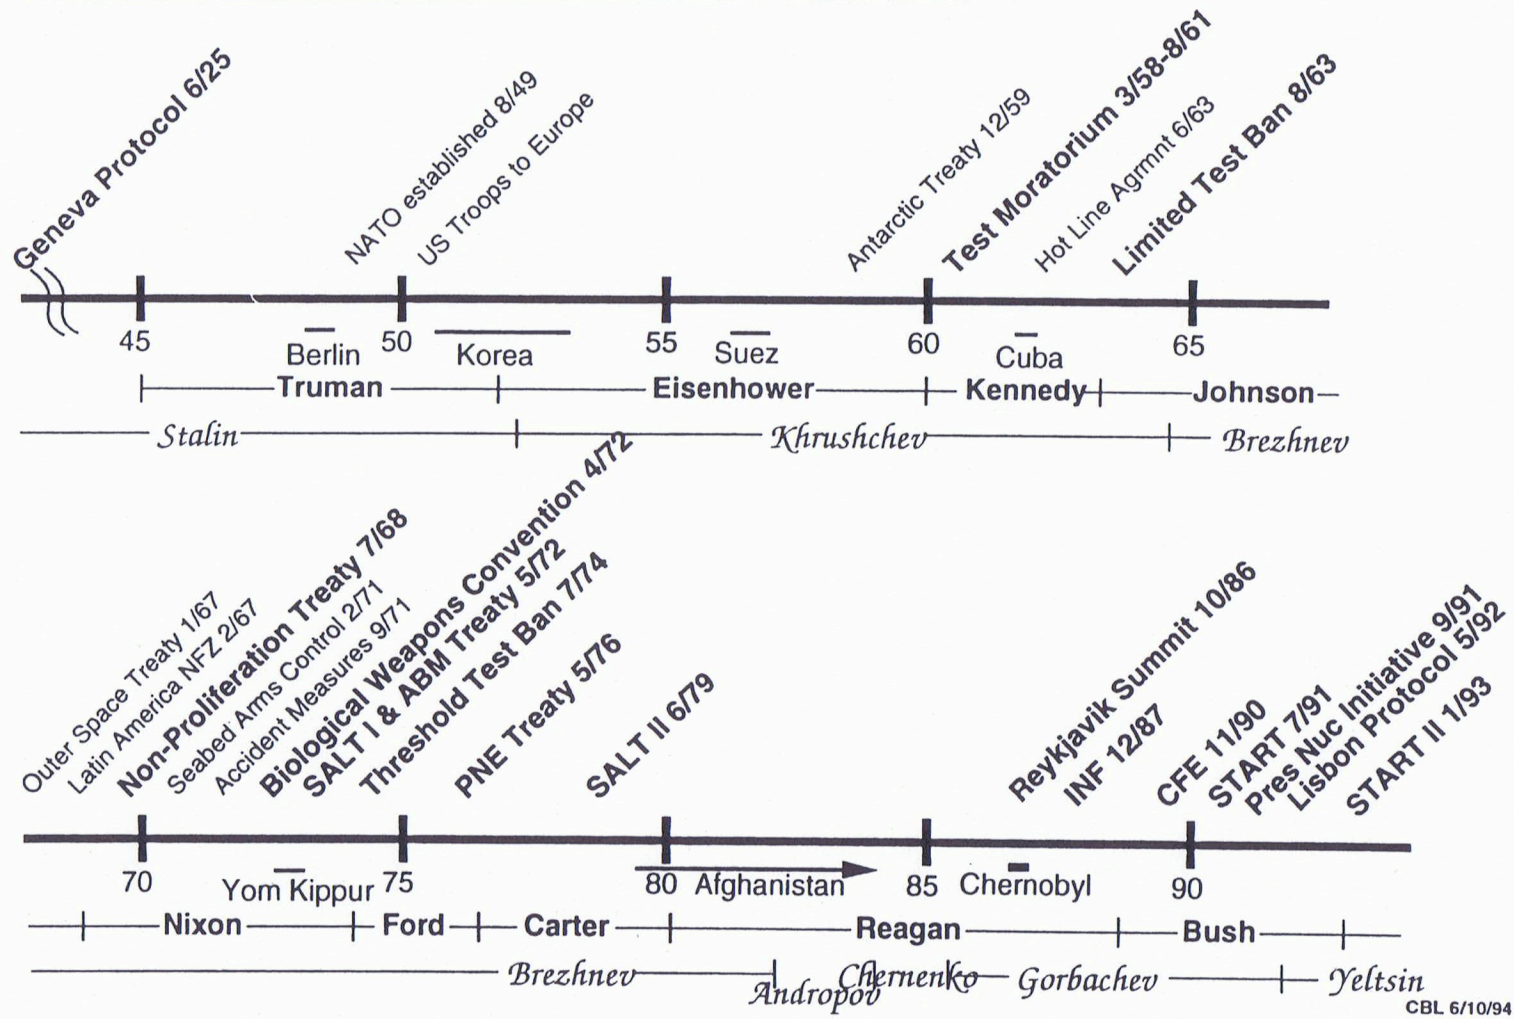 Geneva Protocol 6/25
NATO established 8/49
US Troops to Europe
Antarctic Treaty 12/59
Test Moratorium 3/58-8/61
Hot Line Agrmnt 6/63
Limited Test Ban 8/63
45
50
55
60
65
Berlin
Korea
Suez
Cuba
Truman
Eisenhower
Kennedy
Johnson
Stalin
Khrushchev
Brezhnev
Outer Space Treaty 1/67
Latin America NFZ 2/67
Non-Proliferation Treaty 7/68
Seabed Arms Control 2/71
Accident Measures 9/71
Biological Weapons Convention 4/72
SALT I & ABM Treaty 5/72
Threshold Test Ban 7/74
PNE Treaty 5/76
SALT II 6/79
Reykjavik Summit 10/86
INF 12/87
CFE 11/90
START 7/91
Pres Nuc Initiative 9/91
Lisbon Protocol 5/92
START II 1/93
70
75
80
85
90
Yom Kippur
Afghanistan
Chernobyl
Nixon
Ford
Carter
Reagan
Bush
Brezhnev
Andropov
Chernenko
Gorbachev
Yeltsin
CBL 6/10/94